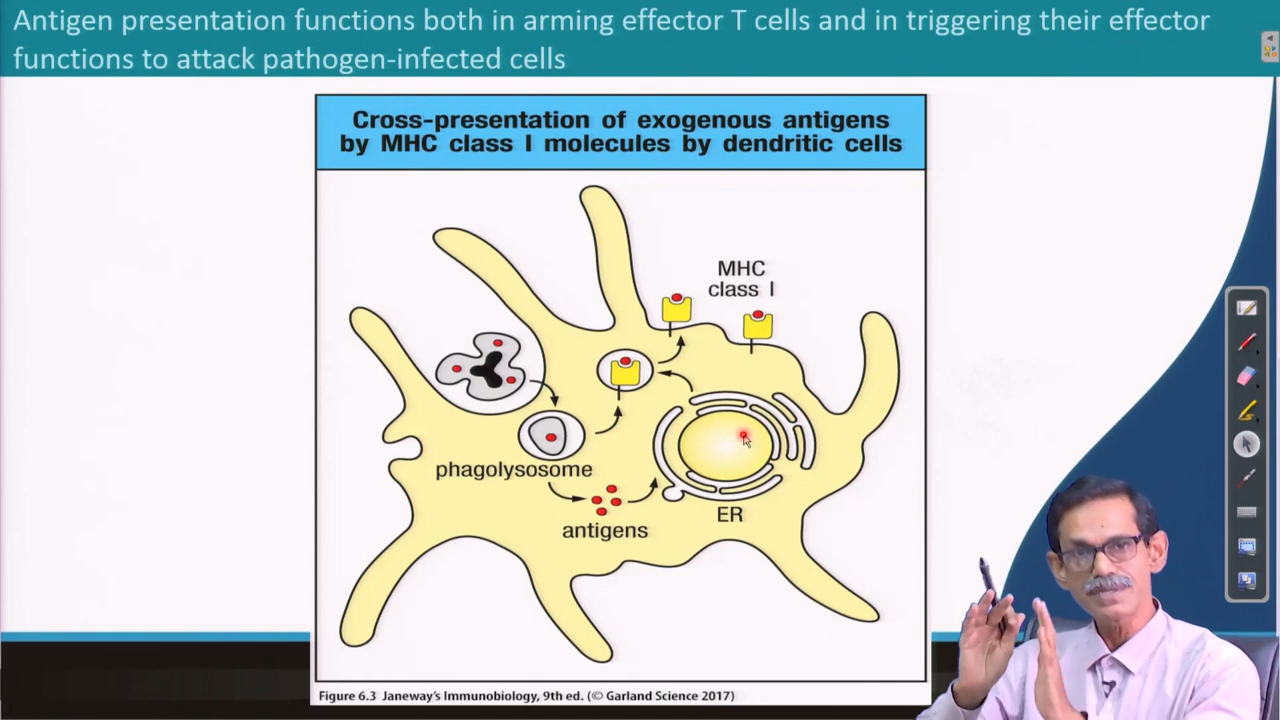 Antigen presentation functions both in arming effector T cells and in triggering their effector
functions to attack pathogen-infected cells
Cross-presentation of exogenous antigens
by MHC class I molecules by dendritic cells
MHC
class I
phagolysosome
antigens
ER
Figure 6.3 Janeway's Immunobiology, 9th ed. (© Garland Science 2017)